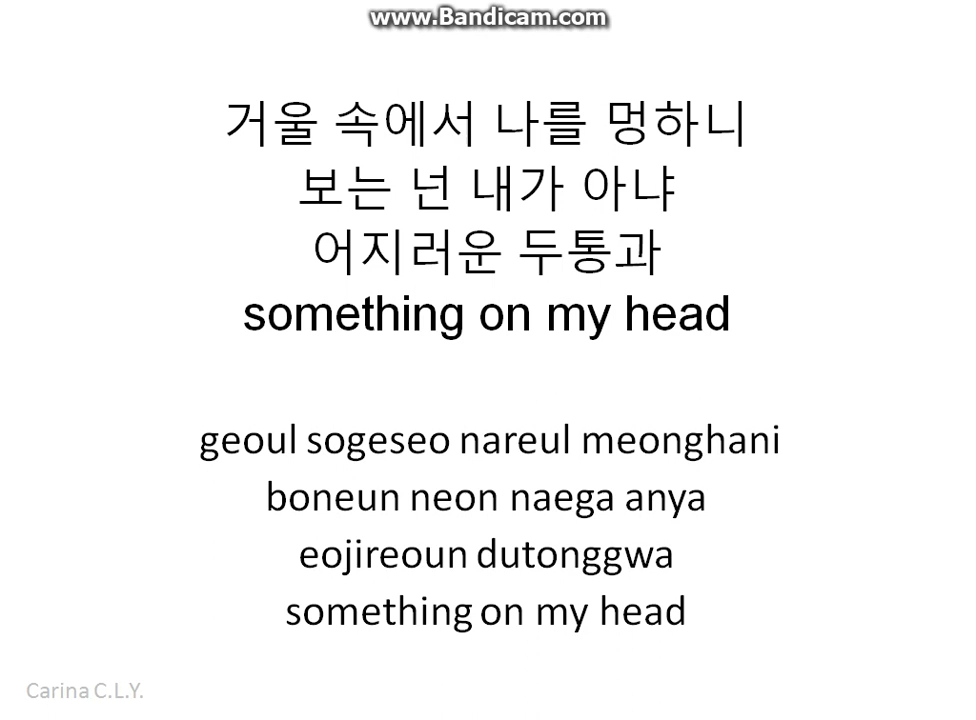 www.Bandicam.com
거울 속에서 나를 멍하니
보는 넌 내가 아냐
어지러운 두통과
something on my head
geoul sogeseo nareul meonghani
boneun neon naega anya
eojireoun dutonggwa
something on my head
Carina C.L.Y.